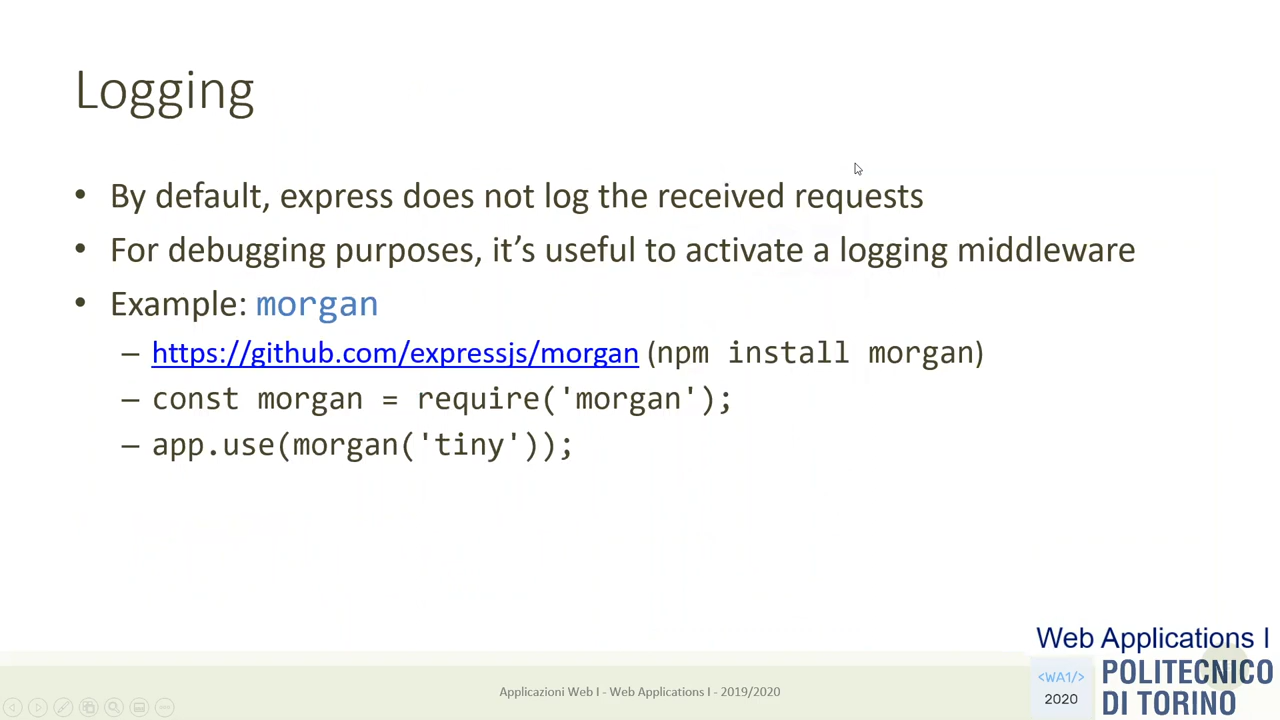 Logging
• By default, express does not log the received requests
• For debugging purposes, it's useful to activate a logging middleware
• Example: morgan
– https://github.com/expressjs/morgan (npm install morgan)
– const morgan = require('morgan');
– app.use(morgan('tiny'));
Applicazioni Web I - Web Applications I - 2019/2020
Web Applications I
<WA1/>
2020
POLITECNICO
DI TORINO